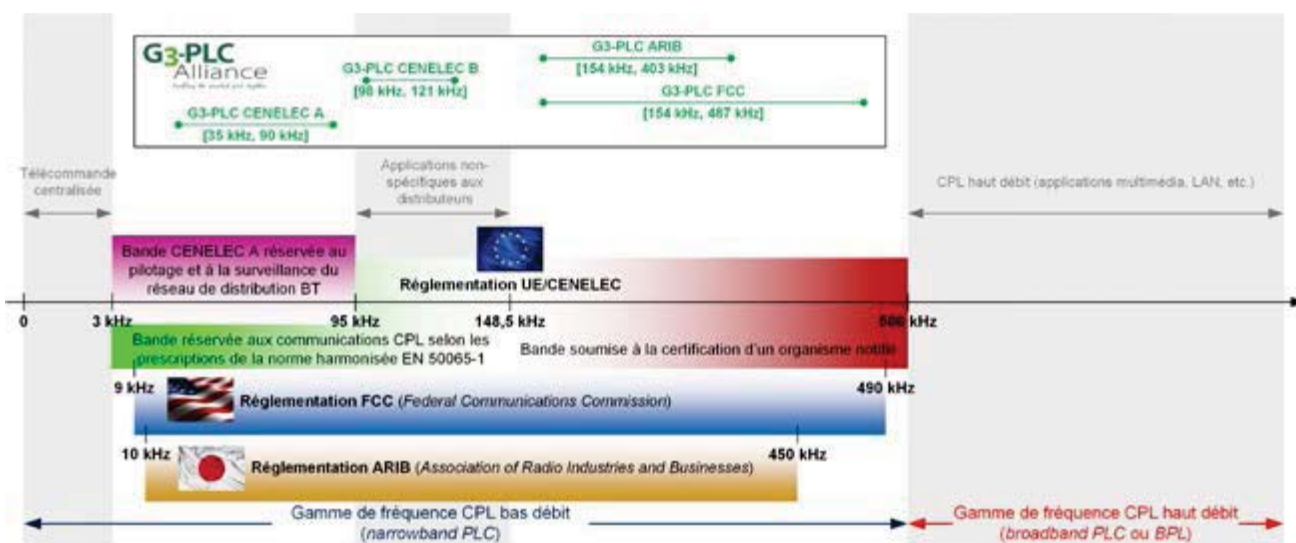 G3-PLC
Alliance
G3-PLC ARIB
[154 kHz, 403 kHz]
G3-PLC CENELEC B
[98 kHz, 121 kHz]
G3-PLC FCC
[154 kHz, 487 kHz]
G3-PLC CENELEC A
[35 kHz, 90 kHz]
Télécommande
centralisée
Applications non-
spécifiques aux
distributeurs
CPL haut débit (applications multimédia, LAN, etc.)
Bande CENELEC A réservée au
pilotage et à la surveillance du
réseau de distribution BT
Réglementation UE/CENELEC
0
3 kHz
95 kHz
148,5 kHz
500 kHz
Bande réservée aux communications CPL selon les
prescriptions de la norme harmonisée EN 50065-1
Bande soumise à la certification d'un organisme notifié
9 kHz
490 kHz
Réglementation FCC (Federal Communications Commission)
10 kHz
450 kHz
Réglementation ARIB (Association of Radio Industries and Businesses)
Gamme de fréquence CPL bas débit
(narrowband PLC)
Gamme de fréquence CPL haut débit
(broadband PLC ou BPL)